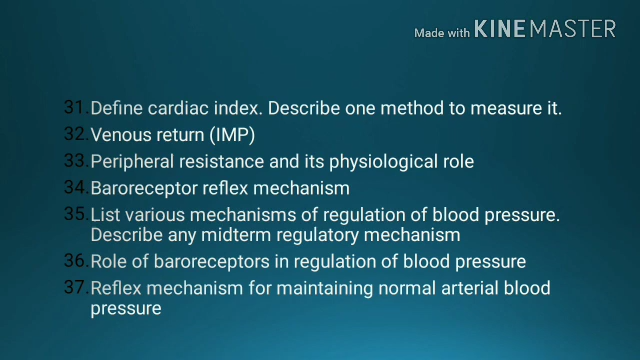 Made with KINEMASTER
31. Define cardiac index. Describe one method to measure it.
32. Venous return (IMP)
33. Peripheral resistance and its physiological role
34. Baroreceptor reflex mechanism
35. List various mechanisms of regulation of blood pressure.
Describe any midterm regulatory mechanism
36. Role of baroreceptors in regulation of blood pressure
37. Reflex mechanism for maintaining normal arterial blood
pressure